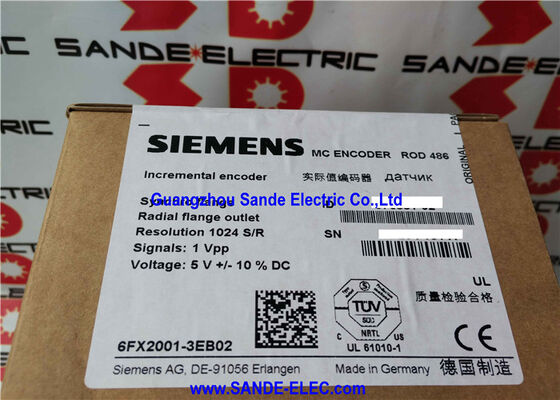 SANDE-ELECTRIC
SANDE-ELECTRIC
SIEMENS MC ENCODER ROD 486
Incremental encoder 实际值编码器 Датчик
Guangzhou Sande Electric Co.,Ltd.
ID
Radial flange outlet
Resolution 1024 S/R SN
Signals: 1 Vpp
Voltage: 5 V +/- 10 % DC
UL
质量检验合格
TÜV
SÜD
C US
NRTL
UL 61010-1
CE
6FX2001-3EB02
Siemens AG, DE-91056 Erlangen Made in Germany 德国制造
ORIGINAL
WWW.SANDE-ELEC.COM